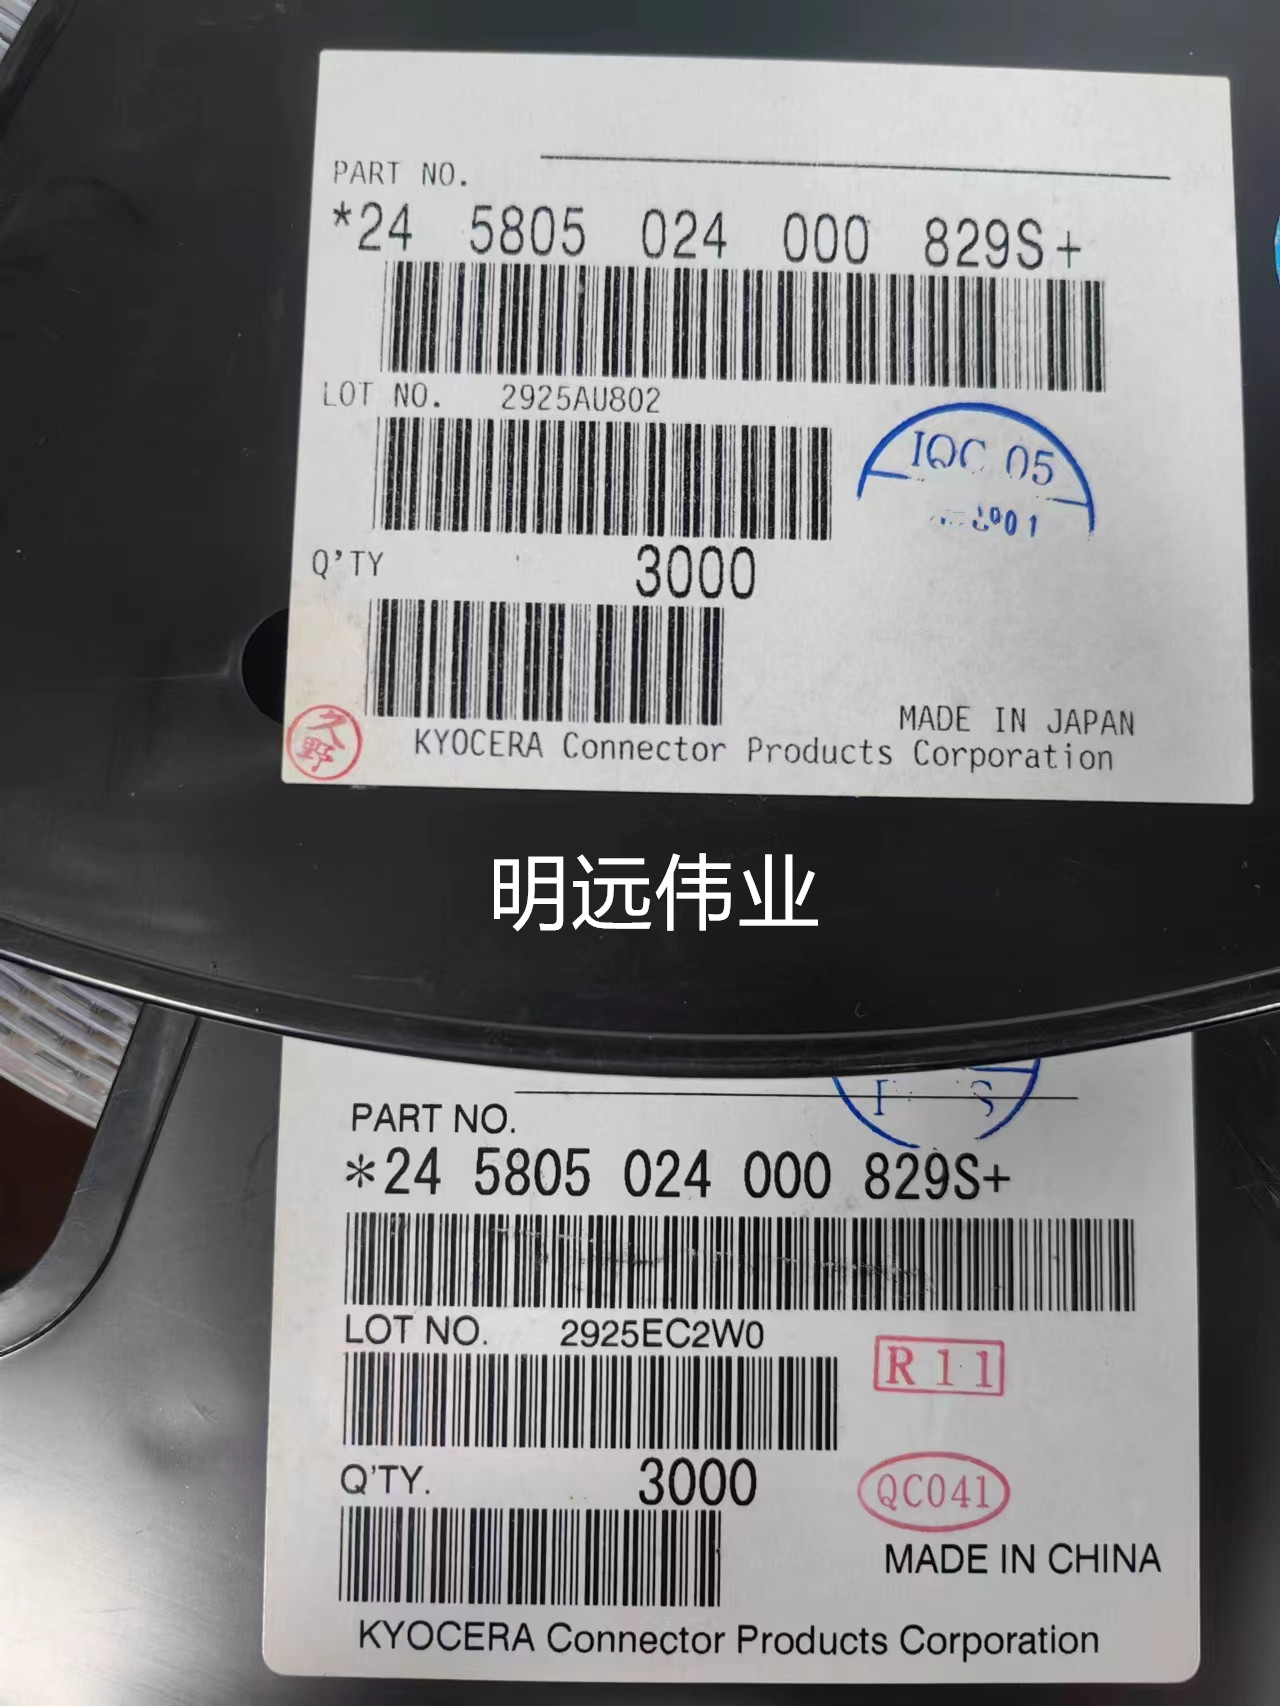 PART NO.
*24 5805 024 000 829S+
LOT NO. 2925AU802
IQC 05
Q'TY 3000
MADE IN JAPAN
久野
KYOCERA Connector Products Corporation
明远伟业
PART NO.
*24 5805 024 000 829S+
LOT NO. 2925EC2W0
R11
Q'TY. 3000
QC041
MADE IN CHINA
KYOCERA Connector Products Corporation